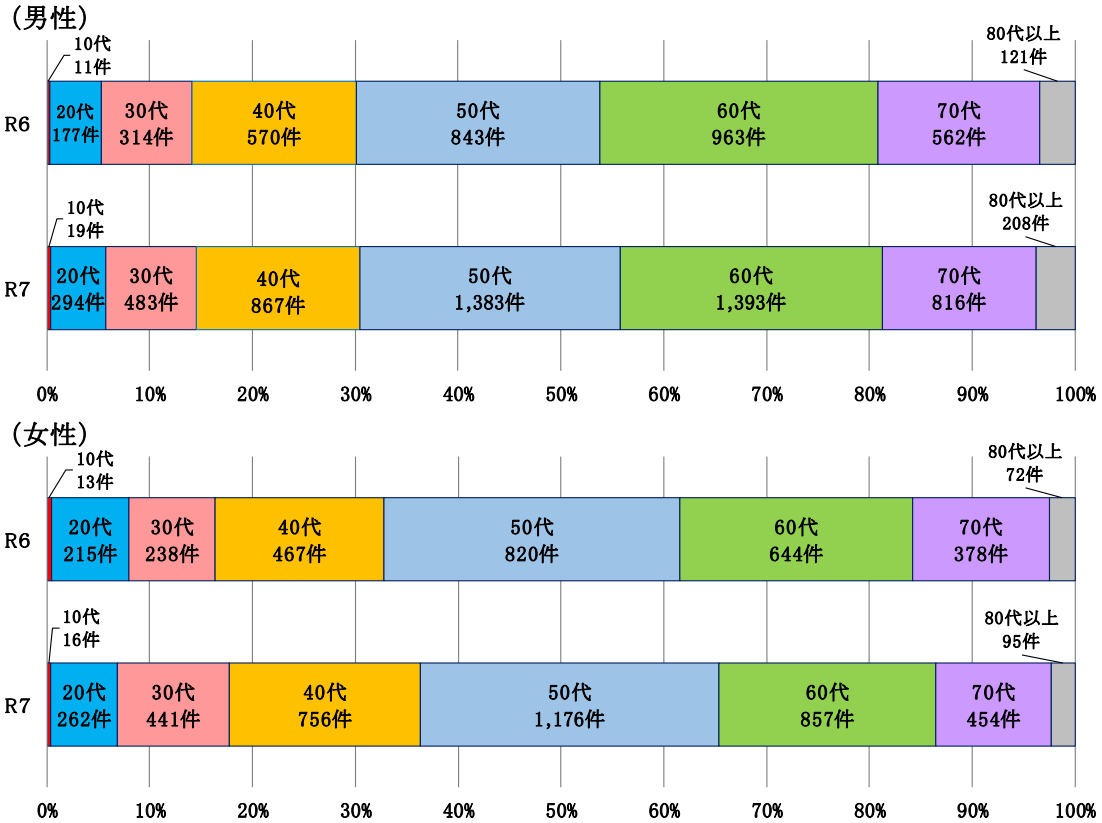 （男性）
10代
11件
80代以上
121件
R6
20代
177件
30代
314件
40代
570件
50代
843件
60代
963件
70代
562件
10代
19件
80代以上
208件
R7
20代
294件
30代
483件
40代
867件
50代
1,383件
60代
1,393件
70代
816件
0% 10% 20% 30% 40% 50% 60% 70% 80% 90% 100%
（女性）
10代
13件
80代以上
72件
R6
20代
215件
30代
238件
40代
467件
50代
820件
60代
644件
70代
378件
10代
16件
80代以上
95件
R7
20代
262件
30代
441件
40代
756件
50代
1,176件
60代
857件
70代
454件
0% 10% 20% 30% 40% 50% 60% 70% 80% 90% 100%